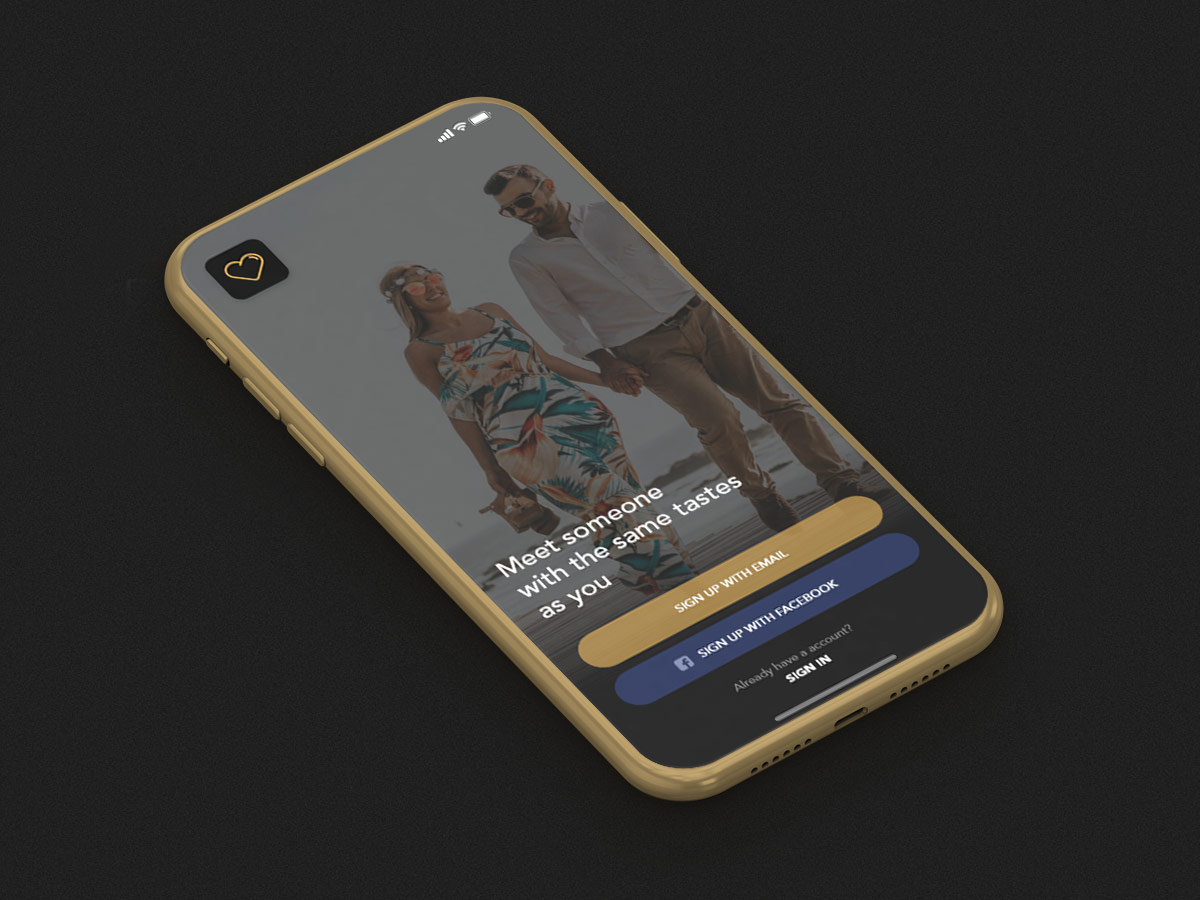 Meet someone
with the same tastes
as you
SIGN UP WITH EMAIL
SIGN UP WITH FACEBOOK
Already have a account?
SIGN IN